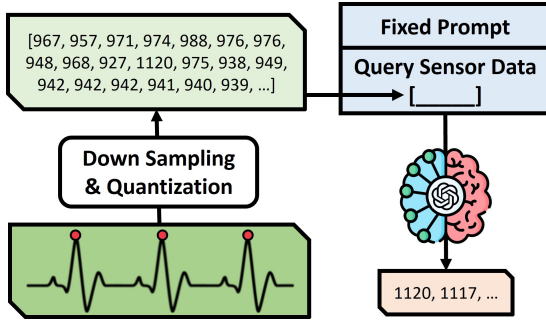 [967, 957, 971, 974, 988, 976, 976,
948, 968, 927, 1120, 975, 938, 949,
942, 942, 942, 941, 940, 939, ...]
Fixed Prompt
Query Sensor Data
[_____]
Down Sampling
& Quantization
1120, 1117, ...